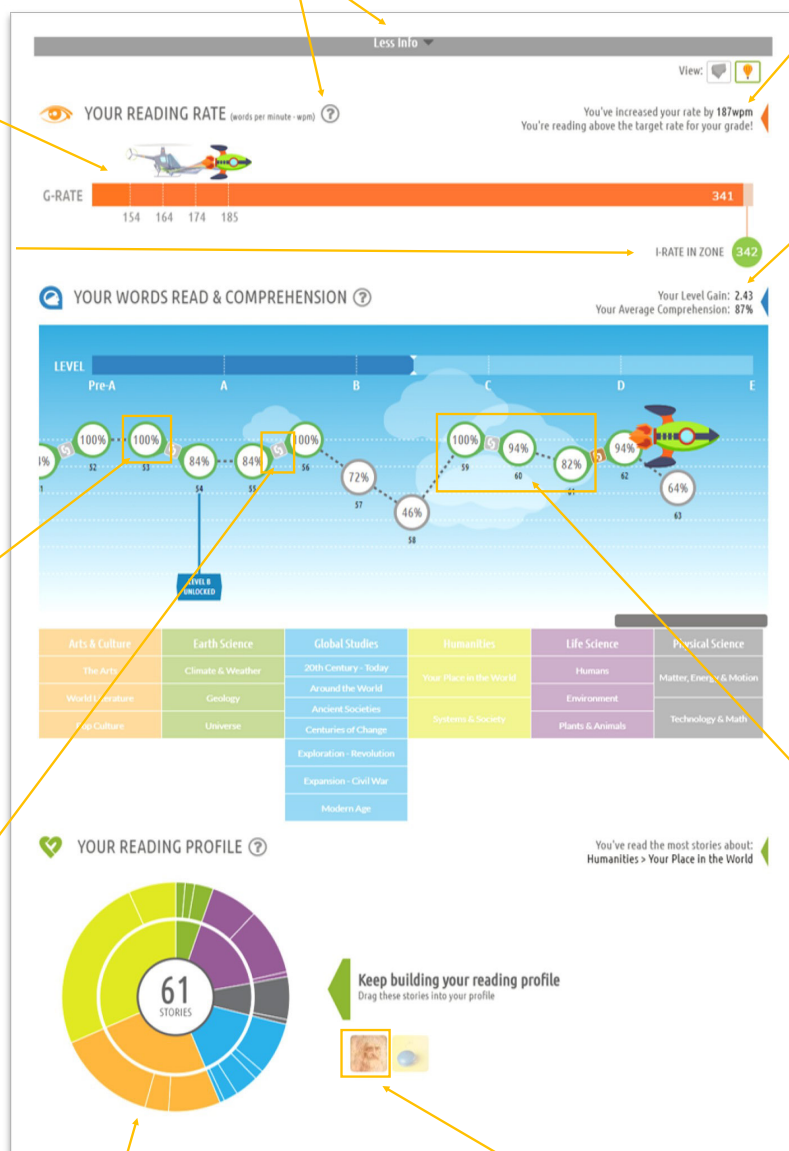 Less Info
View:
YOUR READING RATE (words per minute - wpm) ?
You've increased your rate by 187wpm
You're reading above the target rate for your grade!
G-RATE
341
154 164 174 185
I-RATE IN ZONE 342
YOUR WORDS READ & COMPREHENSION ?
Your Level Gain: 2.43
Your Average Comprehension: 87%
LEVEL
Pre-A A B C D E
100% 100% 84% 84% 100% 72% 46% 100% 94% 82% 94% 64%
52 53 54 55 56 57 58 59 60 61 62 63
LEVEL B
UNLOCKED
Arts & Culture Earth Science Global Studies Humanities Life Science Physical Science
The Arts Climate & Weather 20th Century - Today Your Place in the World Humans Matter, Energy & Motion
Around the World
World Literature Geology Ancient Societies Environment
Pop Culture Universe Centuries of Change Systems & Society Plants & Animals Technology & Math
Exploration - Revolution
Expansion - Civil War
Modern Age
YOUR READING PROFILE ?
You've read the most stories about:
Humanities > Your Place in the World
61
STORIES
Keep building your reading profile
Drag these stories into your profile